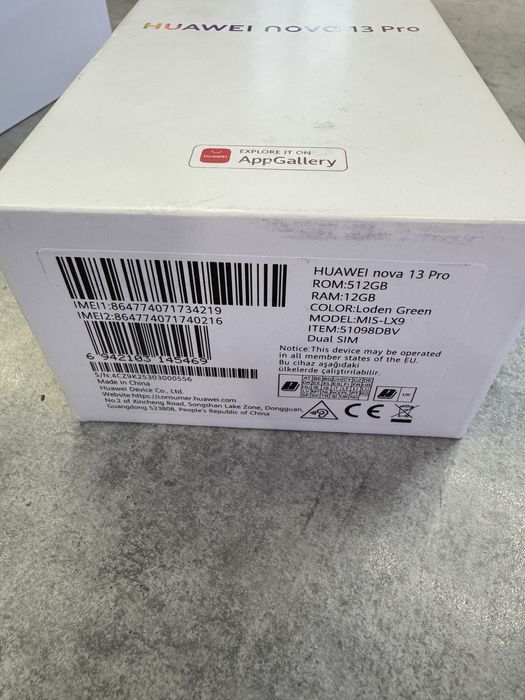 HUAWEI nova 13 Pro
HUAWEI
EXPLORE IT ON
AppGallery
IMEI1:864774071734219
IMEI2:864774071740216
6 942103 145469
S/N:4CZ9K25303000556
Made in China
Huawei Device Co., Ltd.
Website:https://consumer.huawei.com
No.2 of Xincheng Road, Songshan Lake Zone, Dongguan,
Guangdong 523808, People's Republic of China
HUAWEI nova 13 Pro
ROM:512GB
RAM:12GB
COLOR:Loden Green
MODEL:MIS-LX9
ITEM:51098DBV
Dual SIM
Notice:This device may be operated
in all member states of the EU.
Bu cihaz aşağıdaki
ülkelerde çalıştırılabilir.
UK
CE